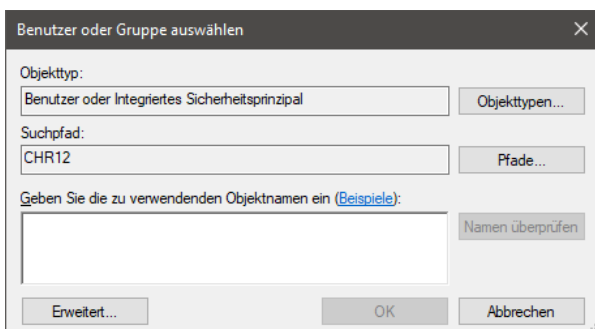 Benutzer oder Gruppe auswählen
Objekttyp:
Benutzer oder Integriertes Sicherheitsprinzipal
Objekttypen...
Suchpfad:
CHR12
Pfade...
Geben Sie die zu verwendenden Objektnamen ein (Beispiele):
Namen überprüfen
Erweitert...
OK
Abbrechen